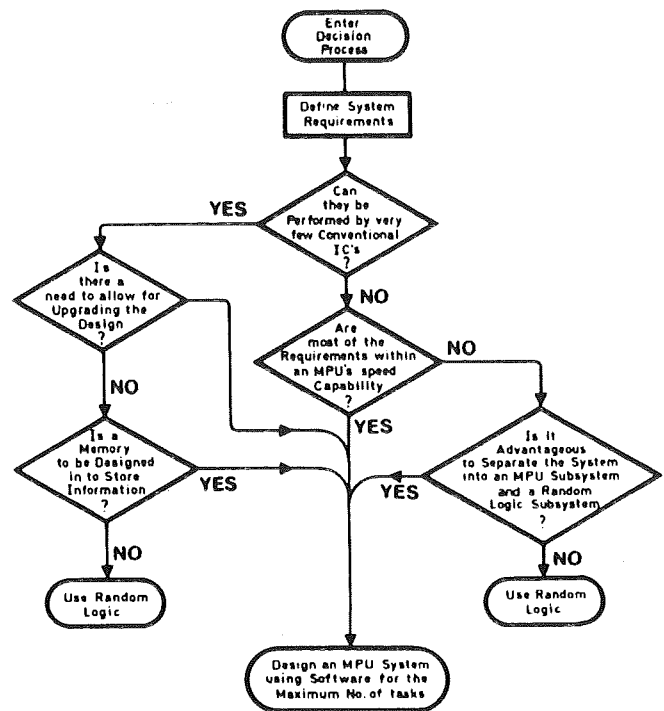 Enter
Decision
Process
Define System
Requirements
Can
they be
Performed by very
few Conventional
IC's
?
YES
NO
Is
there a
need to allow for
Upgrading the
Design
?
NO
Are
most of the
Requirements within
an MPU's speed
Capability
?
NO
YES
Is a
Memory
to be Designed
in to Store
Information
?
YES
NO
Is It
Advantageous
to Separate the System
into an MPU Subsystem
and a Random
Logic Subsystem
?
YES
NO
Use Random
Logic
Use Random
Logic
Design an MPU System
using Software for the
Maximum No. of tasks